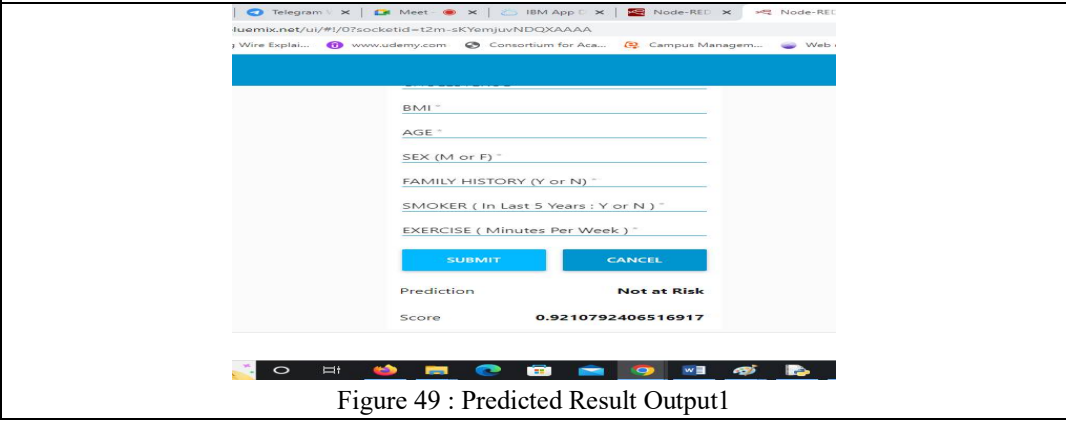 Telegram Meet - IBM App D Node-RED Node-RED
luemix.net/ui/#!/0?socketid=t2m-sKYemjuvNDQXAAAA
g Wire Explai... www.udemy.com Consortium for Aca... Campus Managem... Web
BMI *
AGE *
SEX (M or F) *
FAMILY HISTORY (Y or N) *
SMOKER ( In Last 5 Years : Y or N ) *
EXERCISE ( Minutes Per Week ) *
SUBMIT CANCEL
Prediction Not at Risk
Score 0.9210792406516917
Figure 49 : Predicted Result Output1